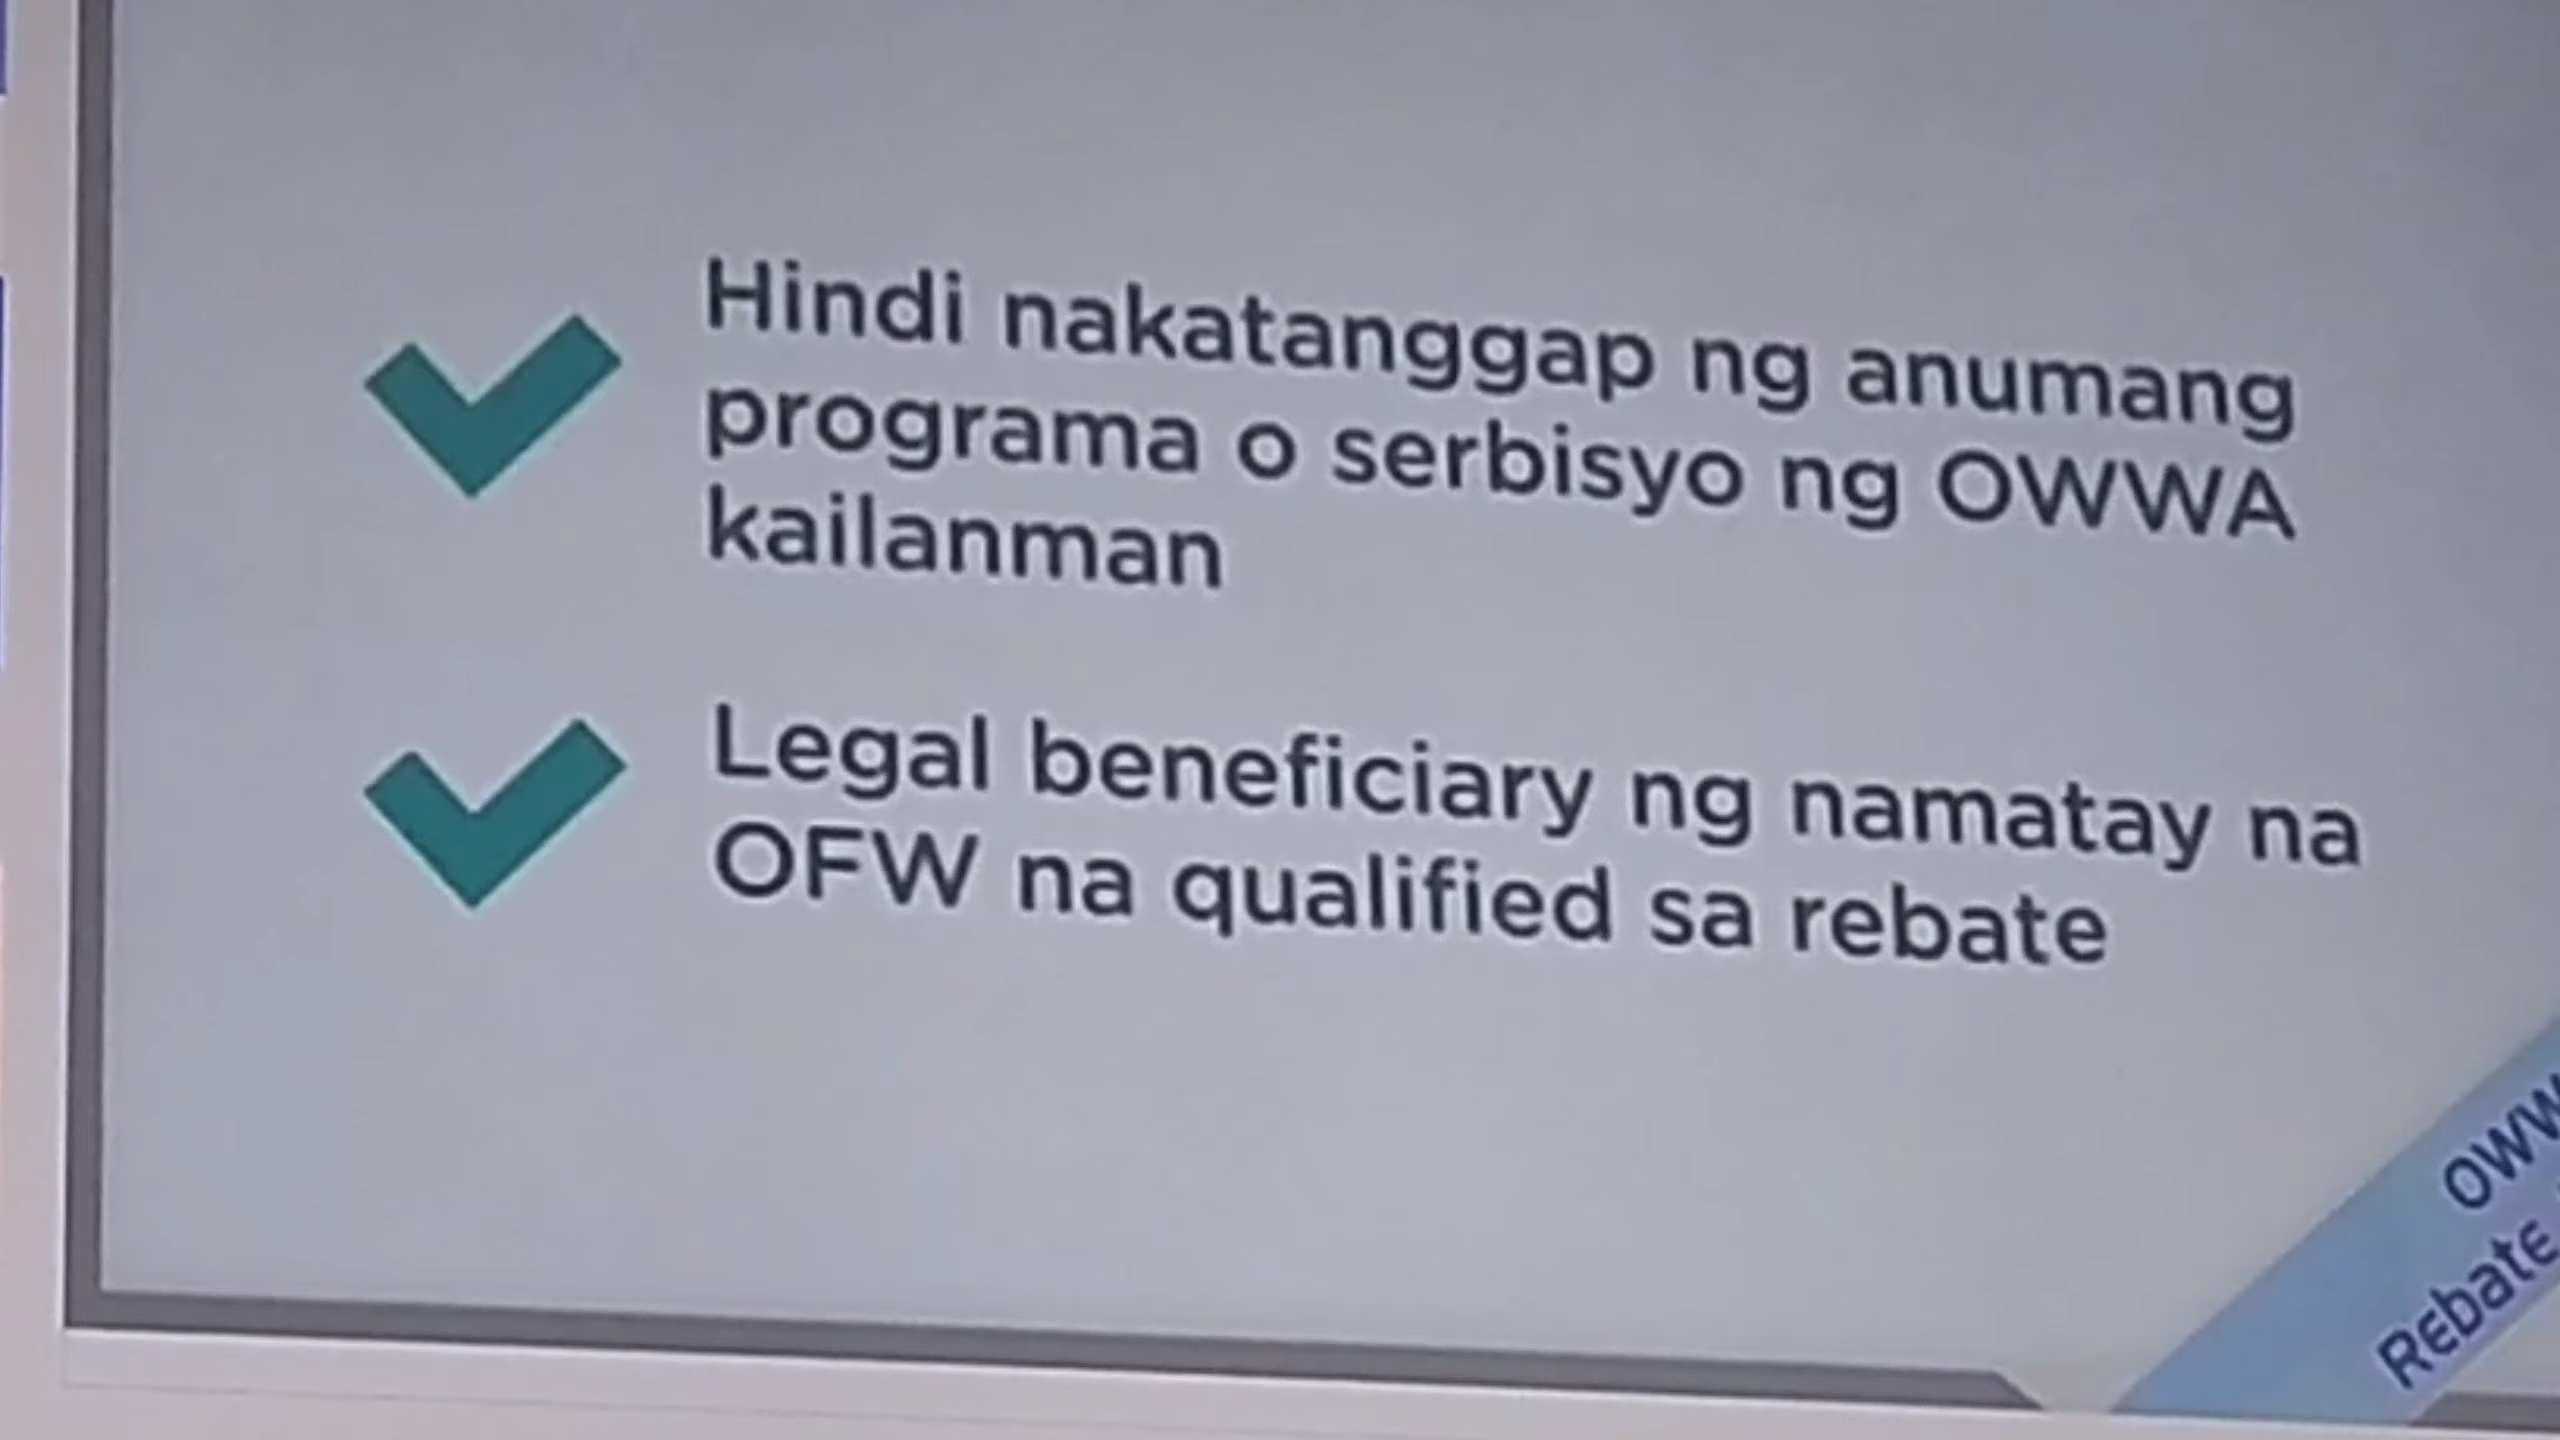 Hindi nakatanggap ng anumang
programa o serbisyo ng OWWA
kailanman
Legal beneficiary ng namatay na
OFW na qualified sa rebate
Rebate